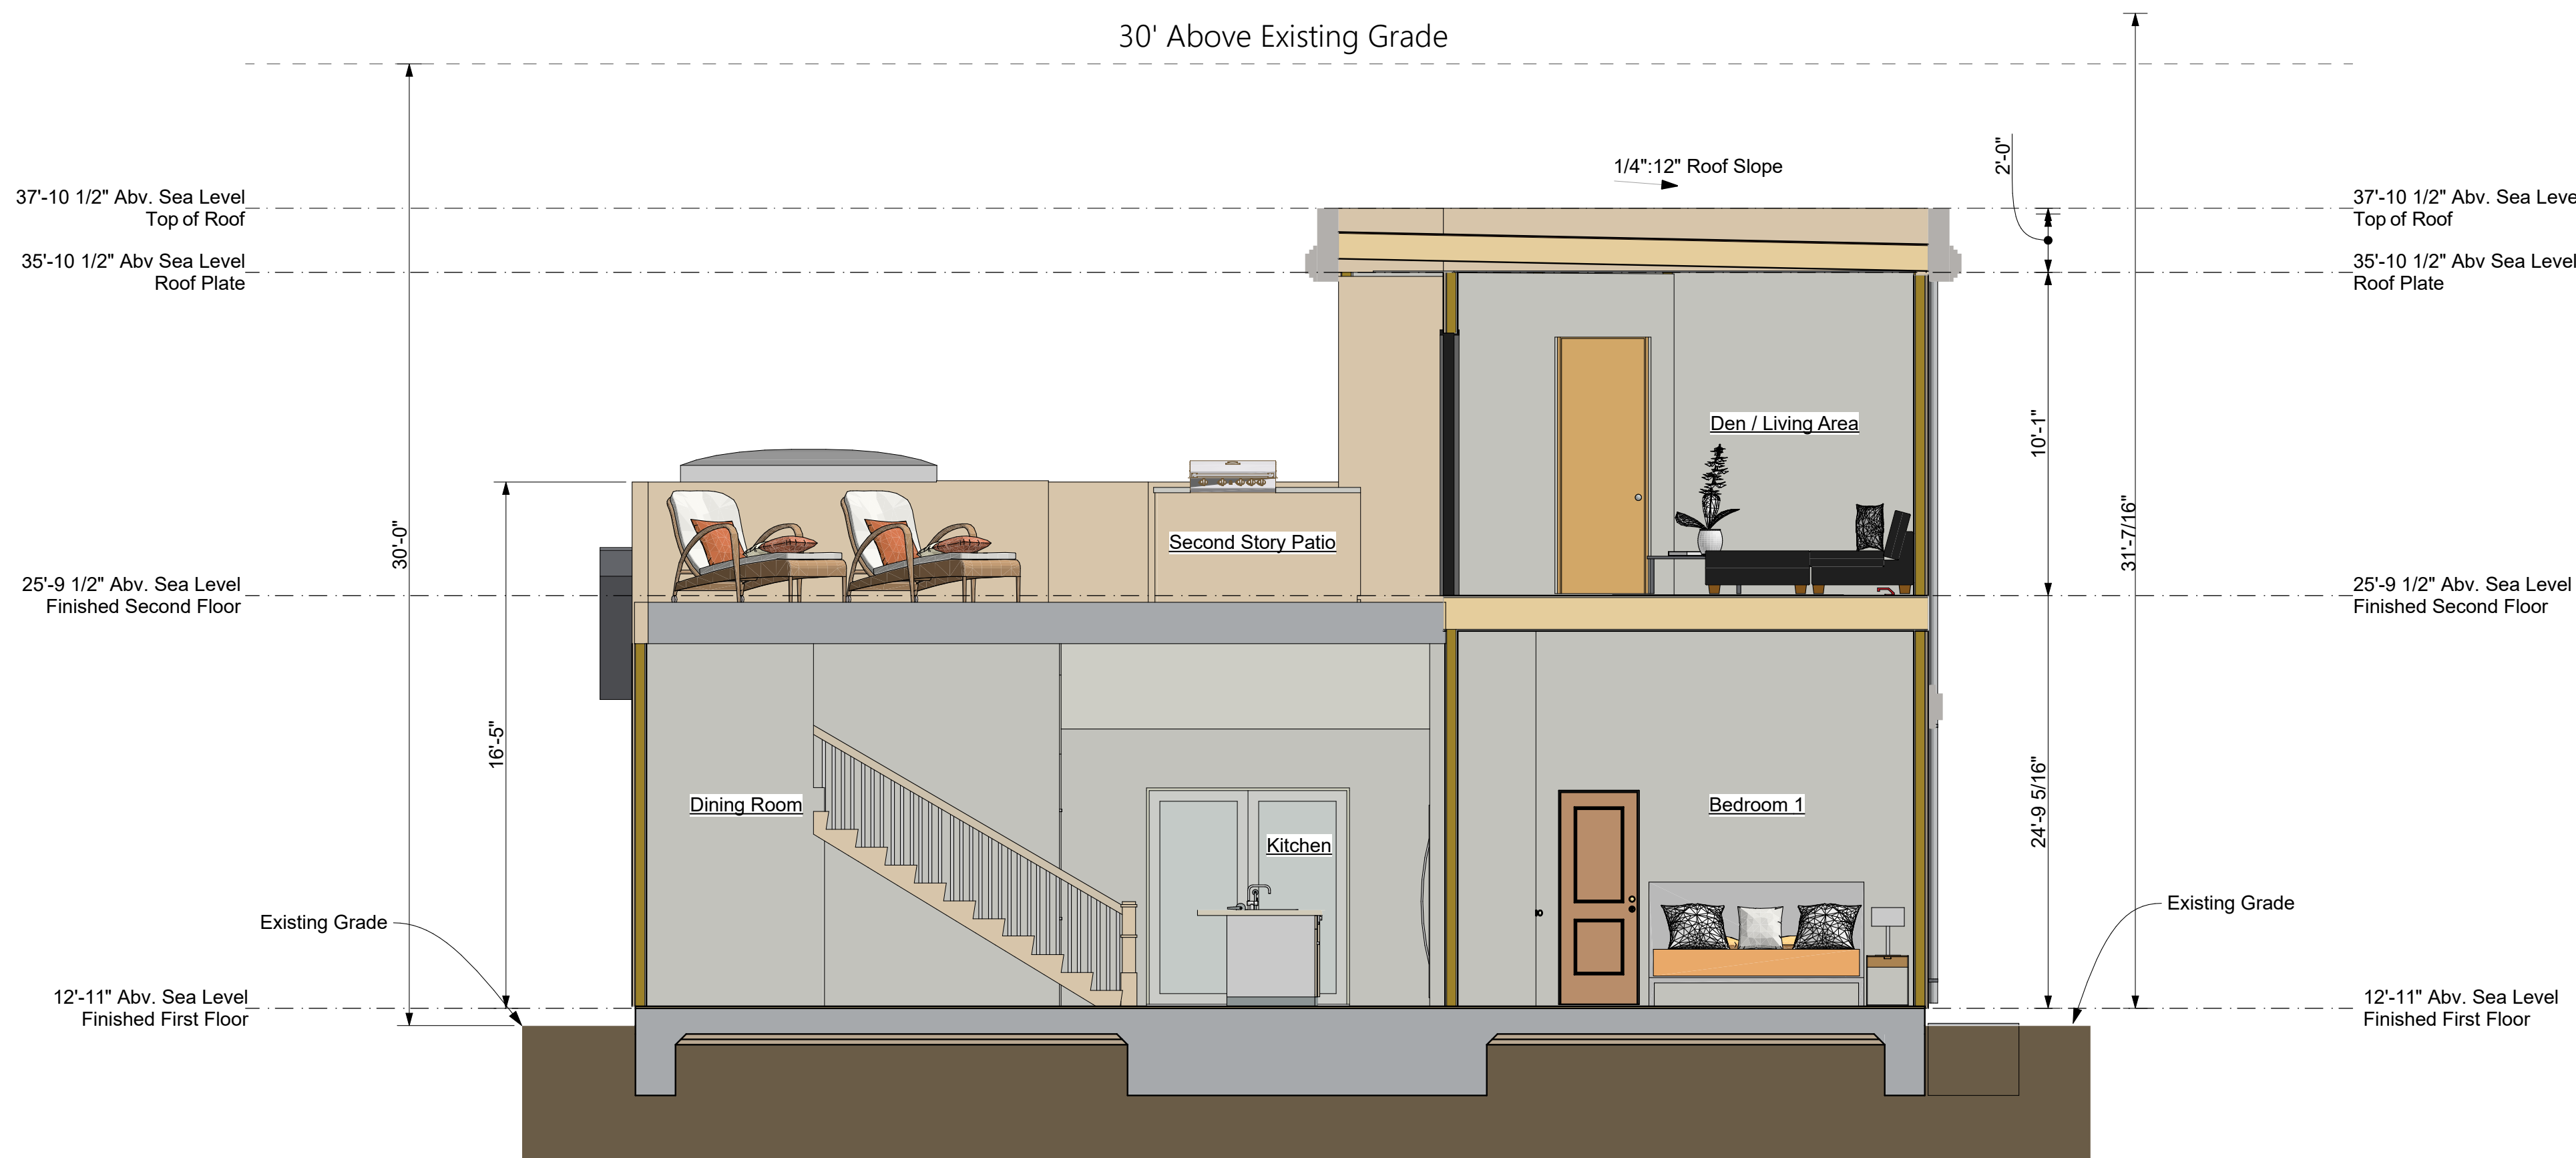 30' Above Existing Grade
1/4":12" Roof Slope
2'-0"
37'-10 1/2" Abv. Sea Level
Top of Roof
37'-10 1/2" Abv. Sea Leve
Top of Roof
35'-10 1/2" Abv Sea Level
Roof Plate
35'-10 1/2" Abv Sea Level
Roof Plate
Den / Living Area
10'-1"
30'-0"
31'-7/16"
Second Story Patio
25'-9 1/2" Abv. Sea Level
Finished Second Floor
25'-9 1/2" Abv. Sea Level
Finished Second Floor
16'-5"
Dining Room
Bedroom 1
24'-9 5/16"
Kitchen
Existing Grade
Existing Grade
12'-11" Abv. Sea Level
Finished First Floor
12'-11" Abv. Sea Level
Finished First Floor